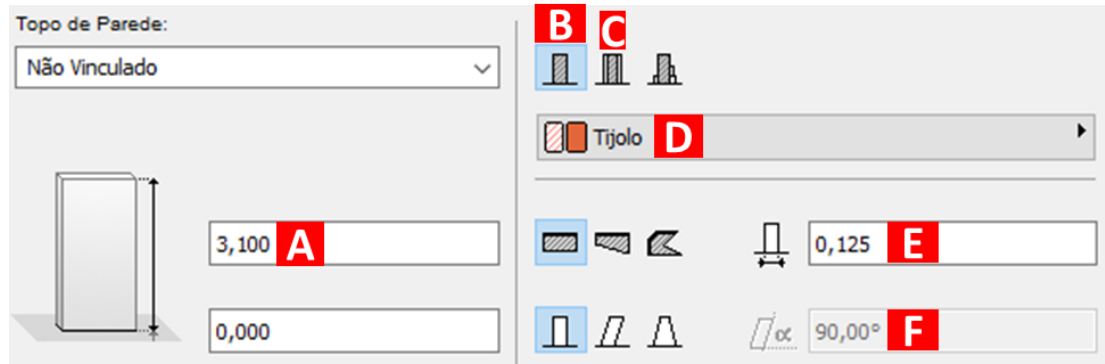 Topo de Parede:
Não Vinculado
B C
Tijolo D
3,100 A
0,125 E
0,000
α 90,00° F